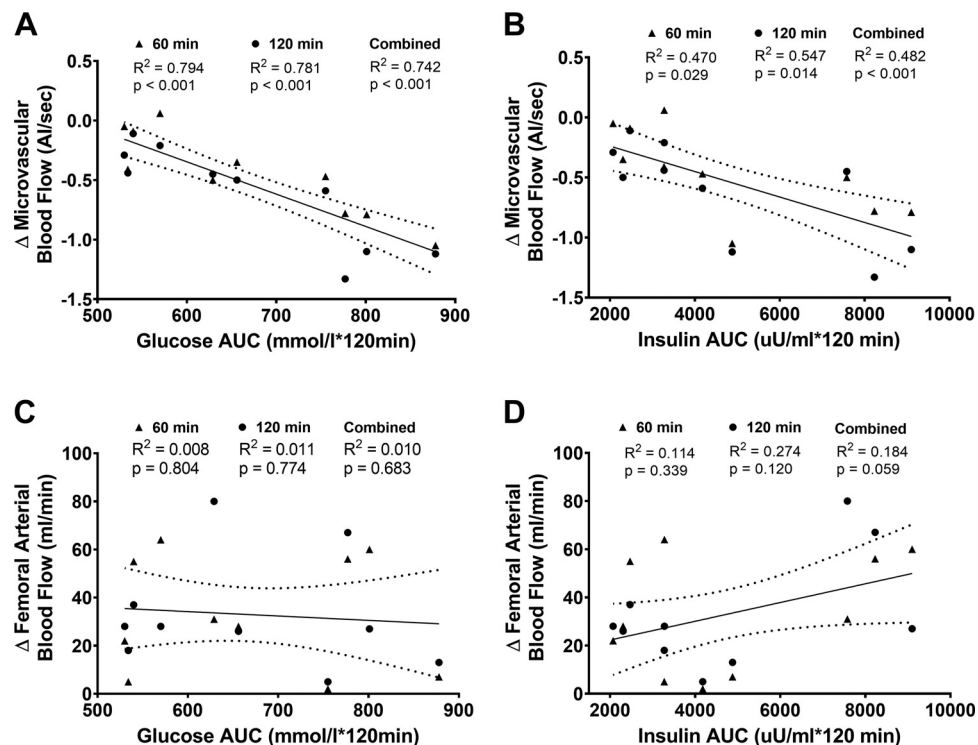 A
▲ 60 min ● 120 min Combined
R² = 0.794 R² = 0.781 R² = 0.742
p < 0.001 p < 0.001 p < 0.001
Δ Microvascular
Blood Flow (AI/sec)
0.5
0.0
-0.5
-1.0
-1.5
500 600 700 800 900
Glucose AUC (mmol/l*120min)
B
▲ 60 min ● 120 min Combined
R² = 0.470 R² = 0.547 R² = 0.482
p = 0.029 p = 0.014 p < 0.001
Δ Microvascular
Blood Flow (AI/sec)
0.5
0.0
-0.5
-1.0
-1.5
2000 4000 6000 8000 10000
Insulin AUC (uU/ml*120 min)
C
▲ 60 min ● 120 min Combined
R² = 0.008 R² = 0.011 R² = 0.010
p = 0.804 p = 0.774 p = 0.683
Δ Femoral Arterial
Blood Flow (ml/min)
100
80
60
40
20
0
500 600 700 800 900
Glucose AUC (mmol/l*120min)
D
▲ 60 min ● 120 min Combined
R² = 0.114 R² = 0.274 R² = 0.184
p = 0.339 p = 0.120 p = 0.059
Δ Femoral Arterial
Blood Flow (ml/min)
100
80
60
40
20
0
2000 4000 6000 8000 10000
Insulin AUC (uU/ml*120 min)